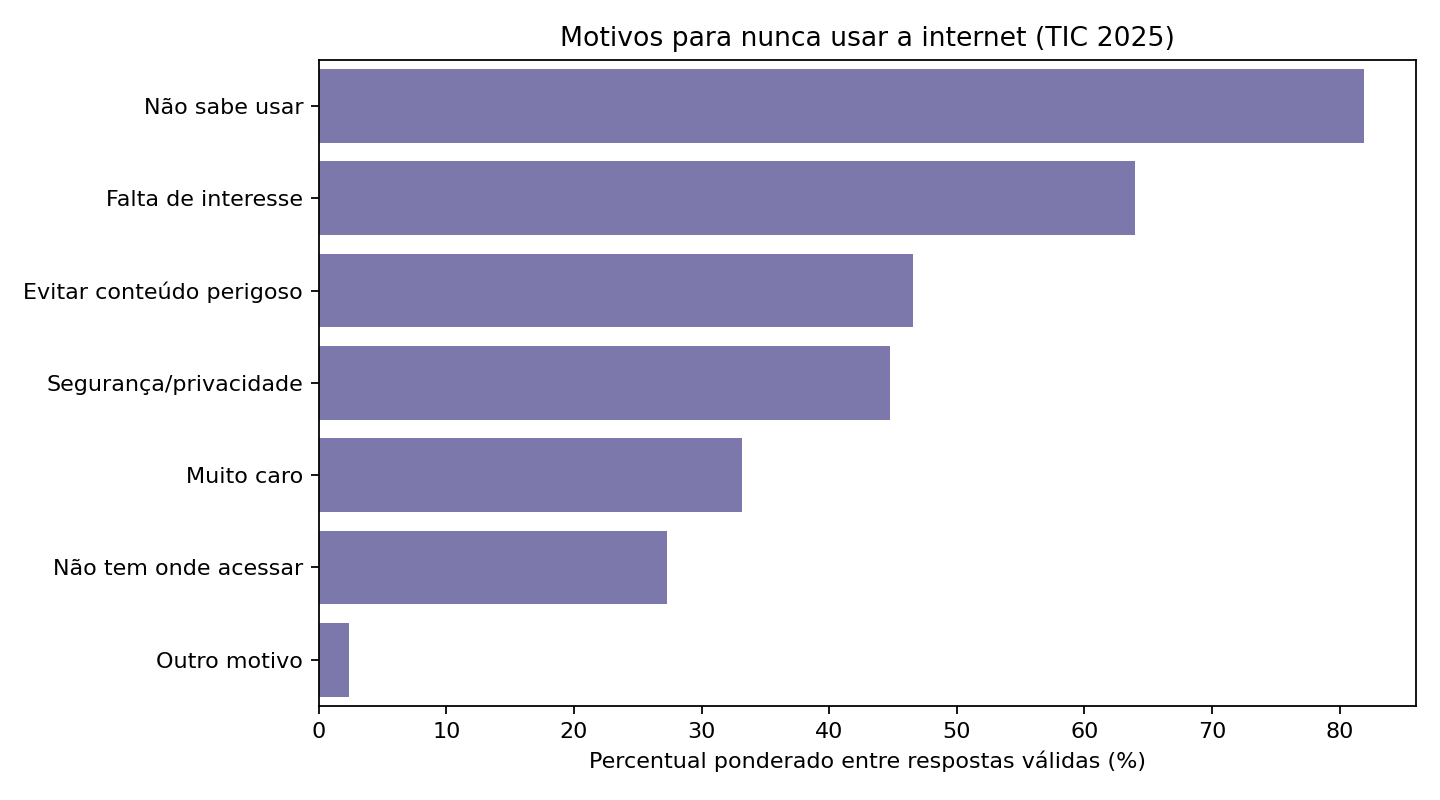 Motivos para nunca usar a internet (TIC 2025)
Não sabe usar
Falta de interesse
Evitar conteúdo perigoso
Segurança/privacidade
Muito caro
Não tem onde acessar
Outro motivo
0 10 20 30 40 50 60 70 80
Percentual ponderado entre respostas válidas (%)